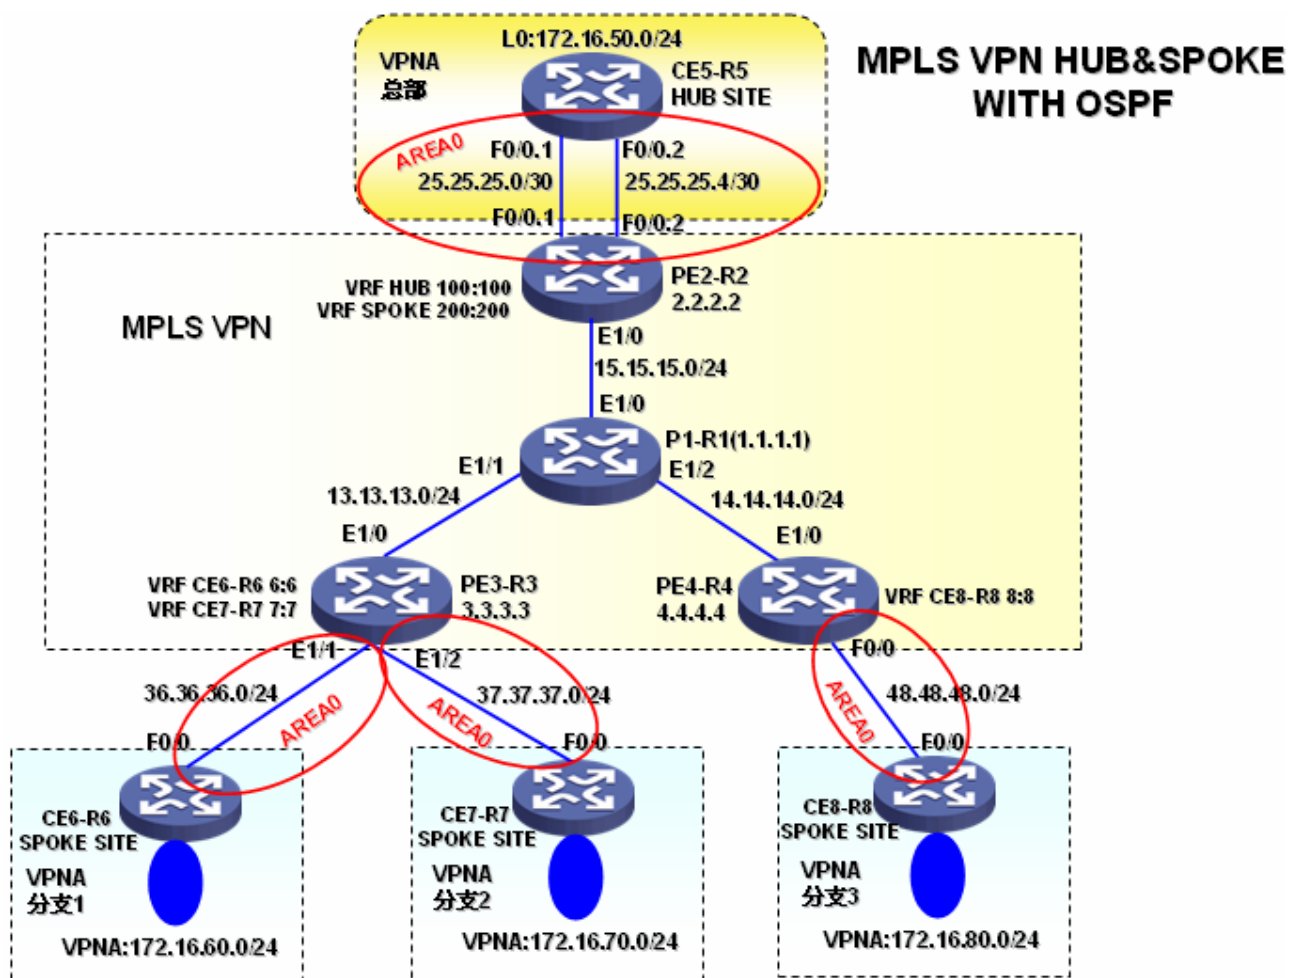 L0:172.16.50.0/24
MPLS VPN HUB&SPOKE
WITH OSPF
VPNA
总部
CE5-R5
HUB SITE
AREA0
F0/0.1
F0/0.2
25.25.25.0/30
25.25.25.4/30
F0/0.1
F0/0.2
VRF HUB 100:100
VRF SPOKE 200:200
PE2-R2
2.2.2.2
MPLS VPN
E1/0
15.15.15.0/24
E1/0
P1-R1(1.1.1.1)
E1/1
E1/2
13.13.13.0/24
14.14.14.0/24
E1/0
E1/0
VRF CE6-R6 6:6
VRF CE7-R7 7:7
PE3-R3
3.3.3.3
PE4-R4
4.4.4.4
VRF CE8-R8 8:8
E1/1
E1/2
F0/0
36.36.36.0/24
37.37.37.0/24
48.48.48.0/24
AREA0
AREA0
AREA0
F0/0
F0/0
F0/0
CE6-R6
SPOKE SITE
CE7-R7
SPOKE SITE
CE8-R8
SPOKE SITE
VPNA
分支1
VPNA
分支2
VPNA
分支3
VPNA:172.16.60.0/24
VPNA:172.16.70.0/24
VPNA:172.16.80.0/24